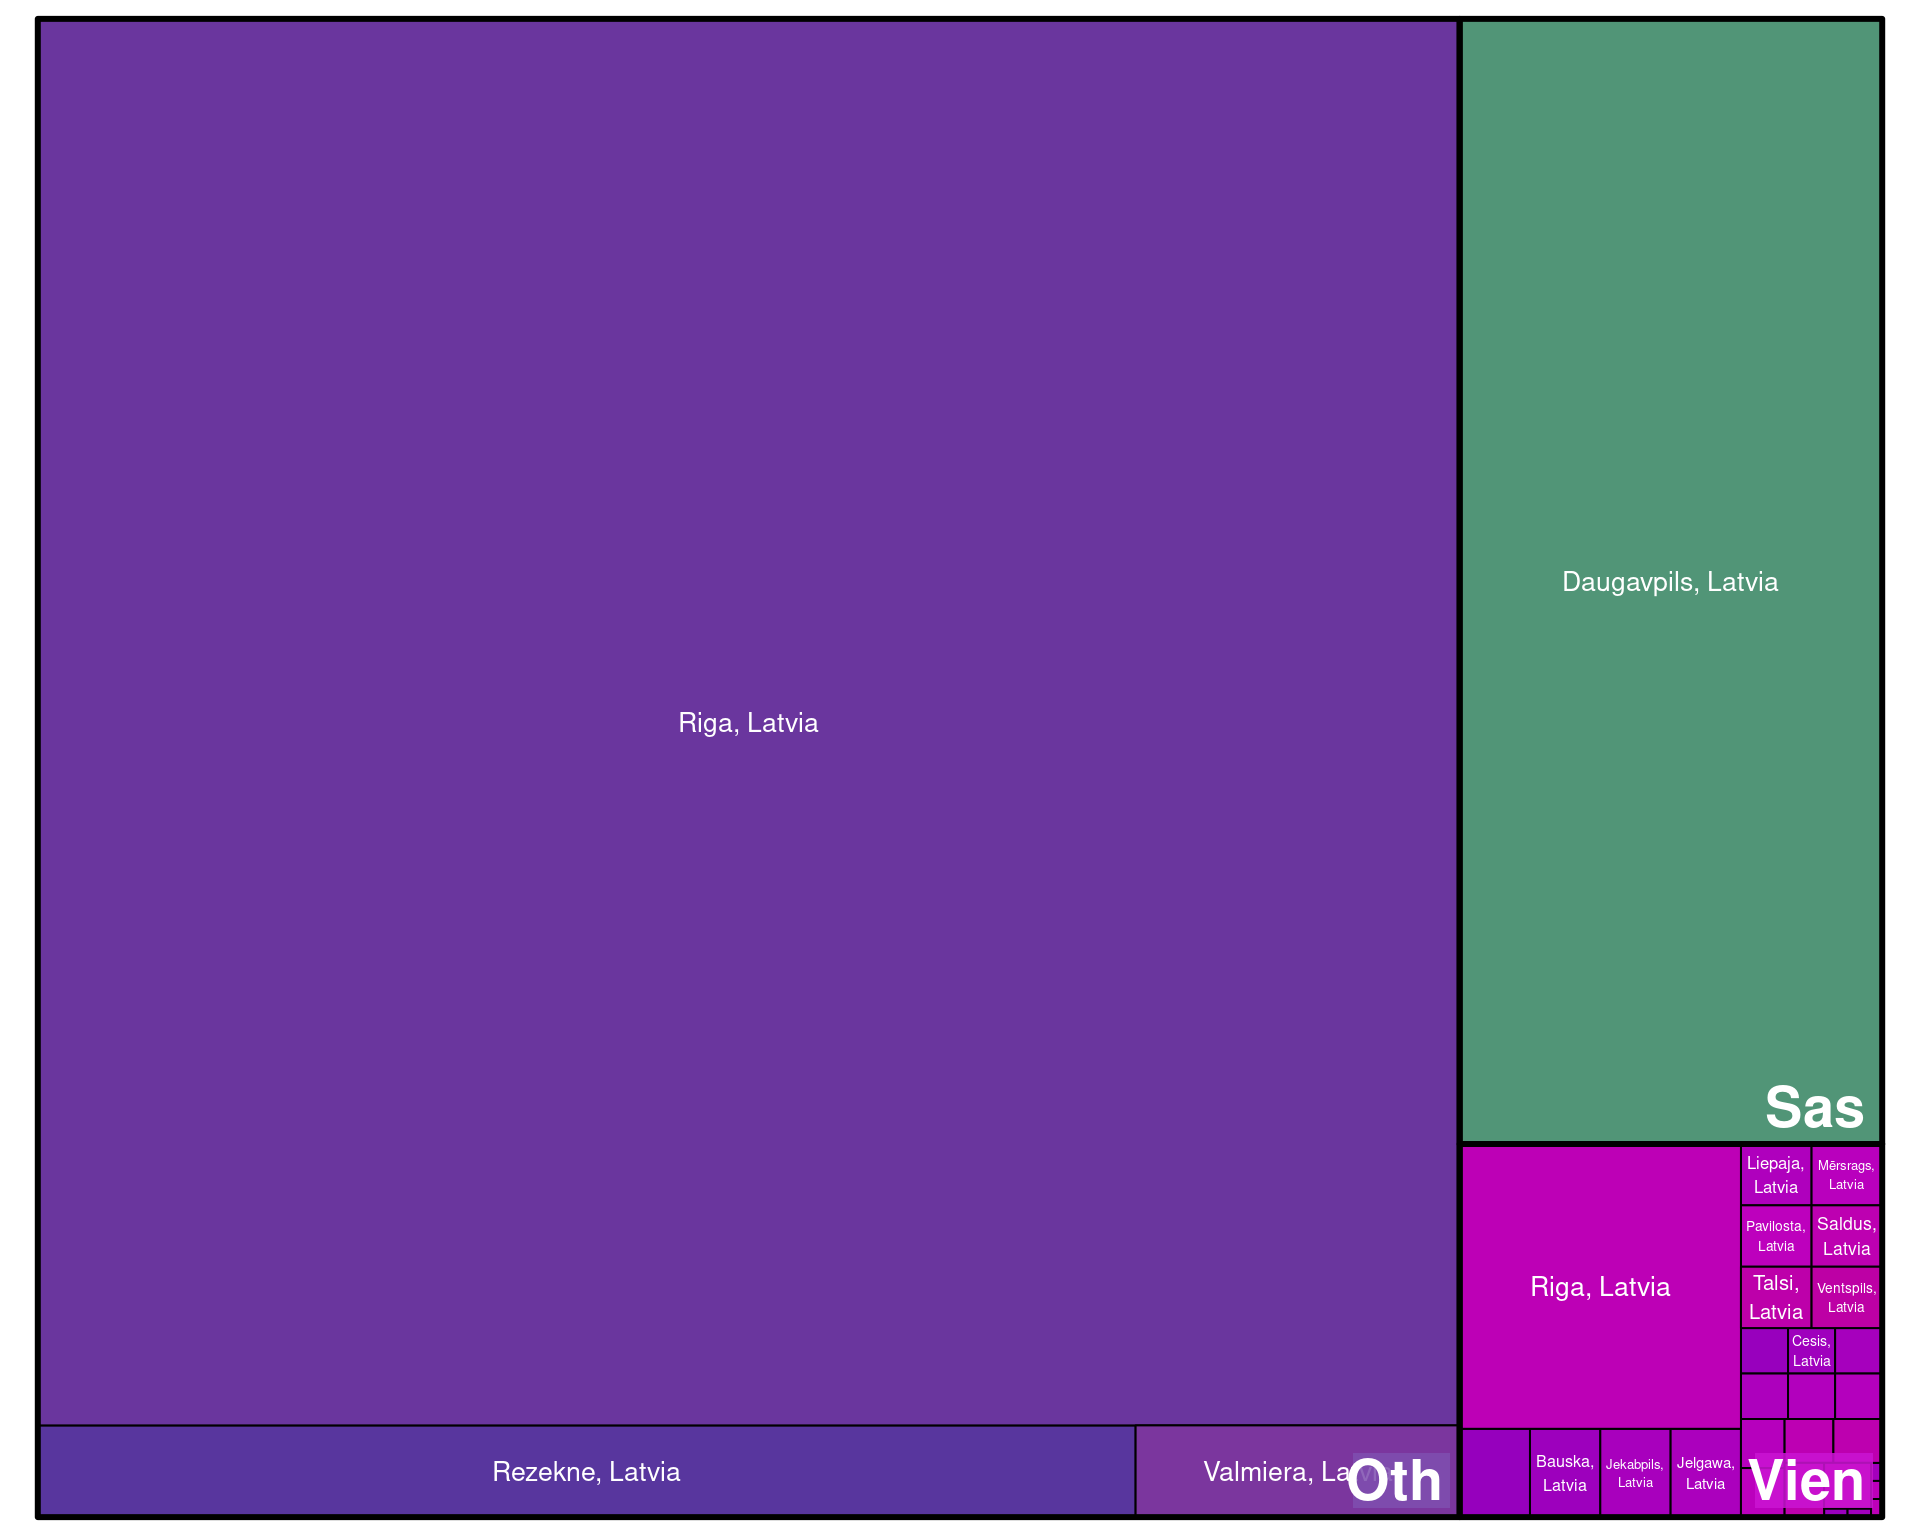 Riga, Latvia
Rezekne, Latvia
Valmiera, Latvia
Oth
Daugavpils, Latvia
Sas
Riga, Latvia
Bauska,
Latvia
Jekabpils,
Latvia
Jelgawa,
Latvia
Liepaja,
Latvia
Mērsrags,
Latvia
Pavilosta,
Latvia
Saldus,
Latvia
Talsi,
Latvia
Ventspils,
Latvia
Cesis,
Latvia
Vien